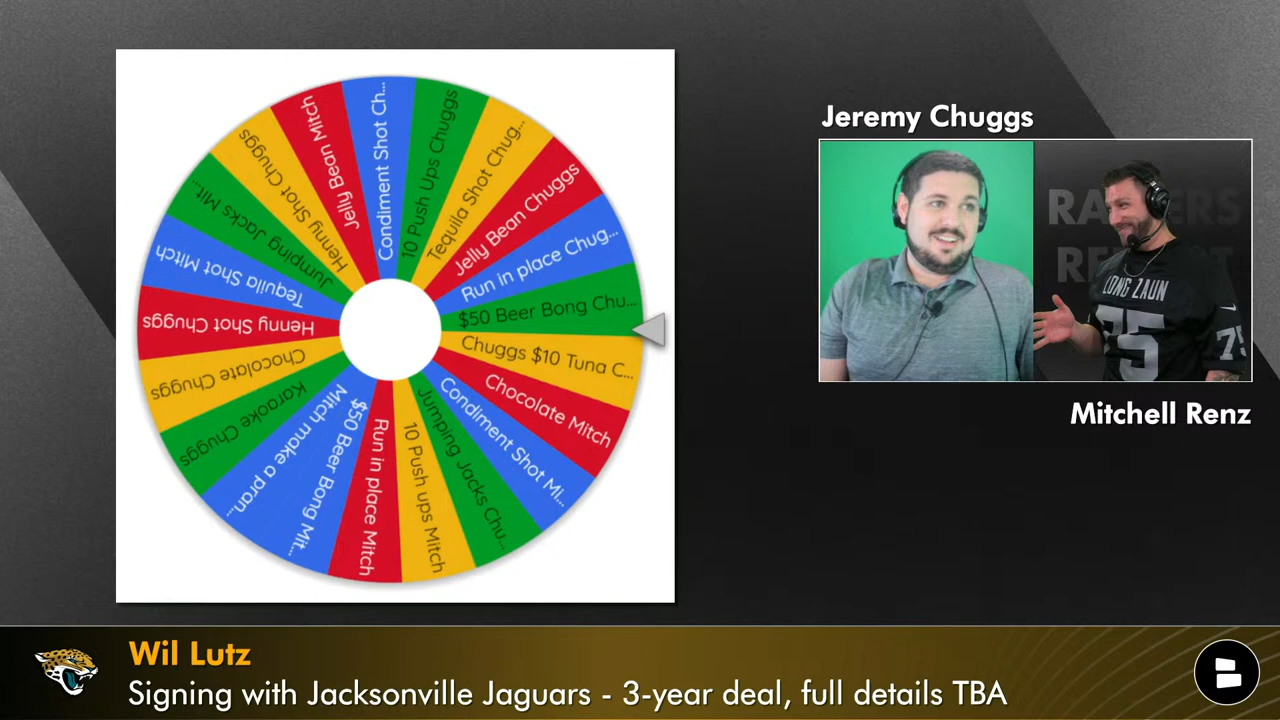 Condiment Shot Ch...
10 Push Ups Chuggs
Tequila Shot Chug...
Jelly Bean Chuggs
Run in place Chug...
$50 Beer Bong Chu...
Chuggs $10 Tuna C...
Chocolate Mitch
Condiment Shot Mi...
Jumping Jacks Chu...
10 Push ups Mitch
Run in place Mitch
$50 Beer Bong Mit...
Mitch make a pran...
Karaoke Chuggs
Chocolate Chuggs
Henny Shot Chuggs
Tequila Shot Mitch
Jumping Jacks Mit...
Henny Shot Chuggs
Jelly Bean Mitch
Jeremy Chuggs
LONG ZAUN
75
75
Mitchell Renz
Wil Lutz
Signing with Jacksonville Jaguars - 3-year deal, full details TBA